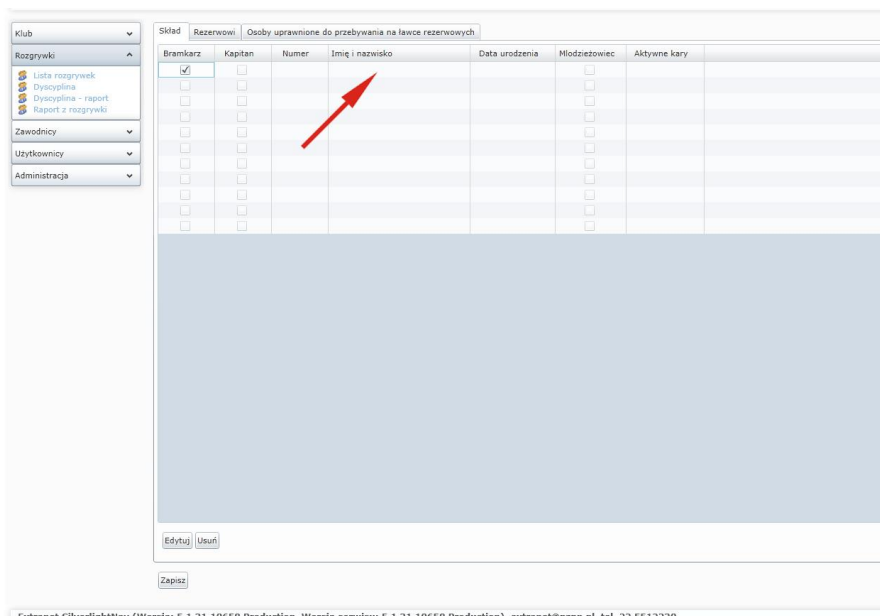 Klub
Rozgrywki
Lista rozgrywek
Dyscyplina
Dyscyplina - raport
Raport z rozgrywki
Zawodnicy
Użytkownicy
Administracja
Skład Rezerwowi Osoby uprawnione do przebywania na ławce rezerwowych
Bramkarz Kapitan Numer Imię i nazwisko Data urodzenia Mlodzieżowiec Aktywne kary
Edytuj Usuń
Zapisz